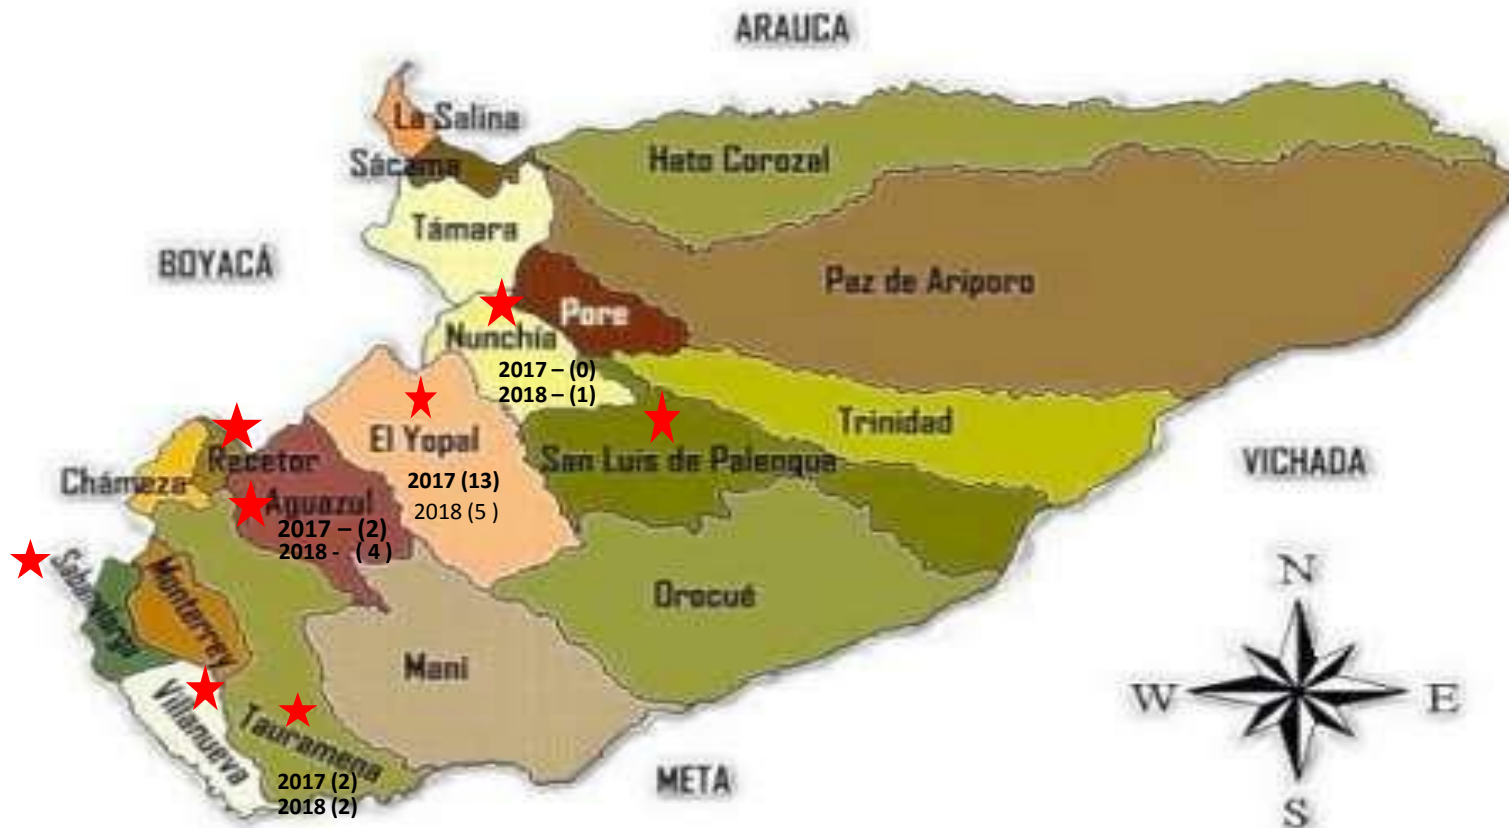 ARAUCA
La Salina
Sácama
Hato Corozal
Támara
BOYACÁ
Paz de Ariporo
Pore
Nunchía
2017 – (0)
2018 – (1)
Trinidad
El Yopal
2017 (13)
2018 (5 )
San Luis de Palenque
VICHADA
Recetor
Chámeza
Aguazul
2017 – (2)
2018 - ( 4 )
Sabanalarga
Monterrey
Orocué
Mani
Villanueva
Tauramena
2017 (2)
2018 (2)
META
N
W
E
S